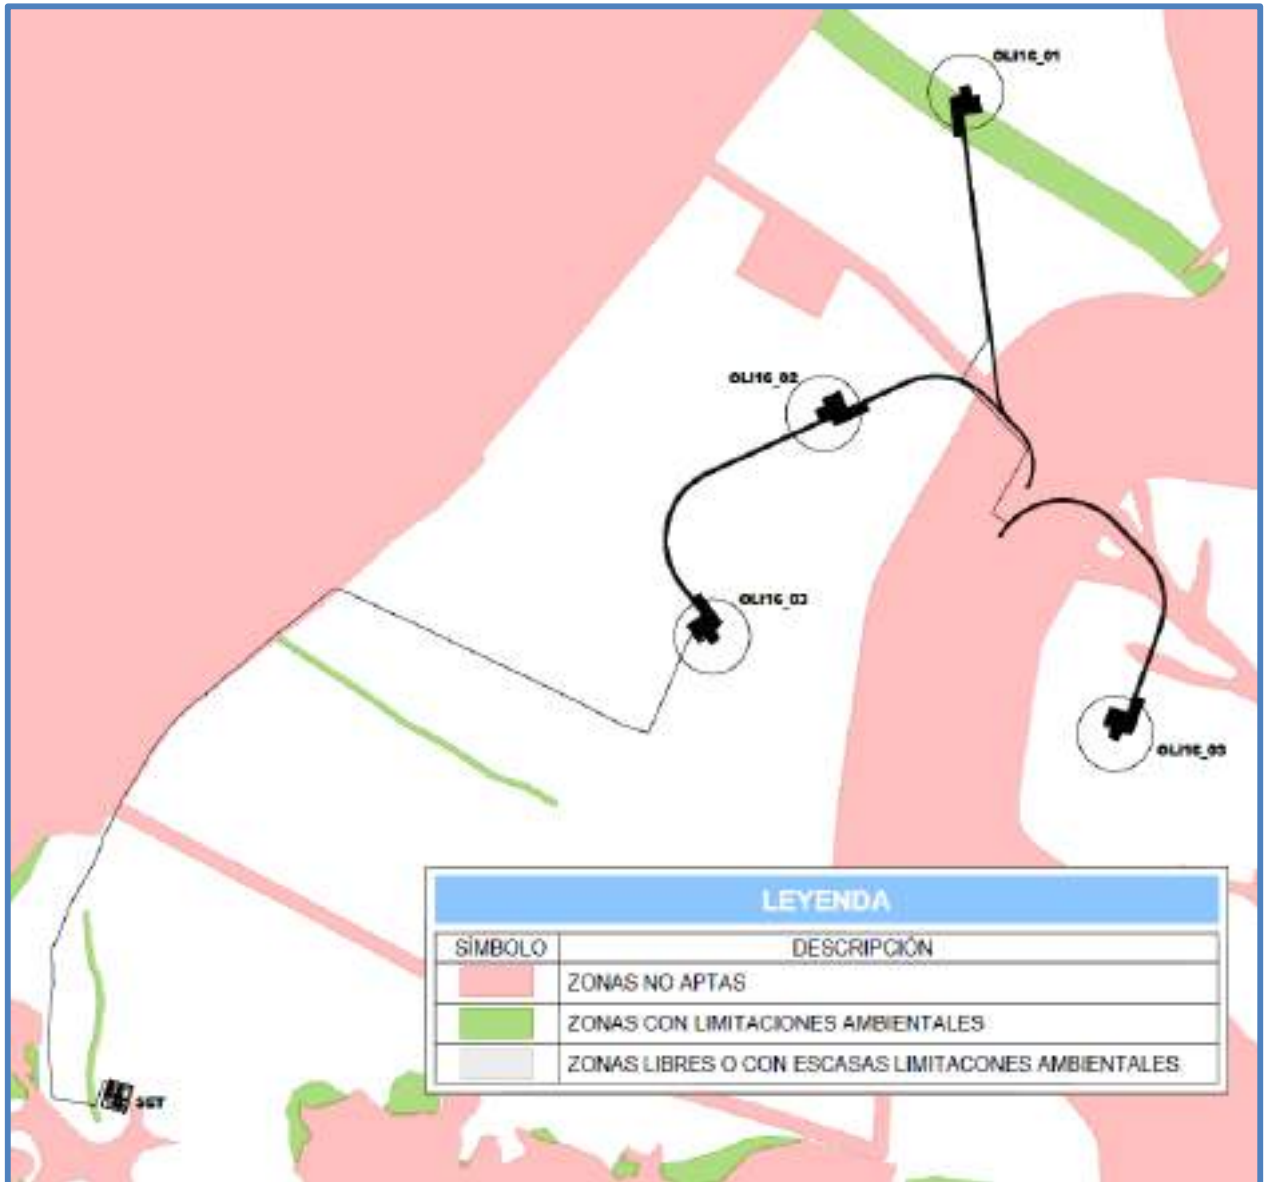 OLI16_01
OLI16_02
OLI16_03
OLI16_05
LEYENDA
SÍMBOLO DESCRIPCIÓN
ZONAS NO APTAS
ZONAS CON LIMITACIONES AMBIENTALES
ZONAS LIBRES O CON ESCASAS LIMITACONES AMBIENTALES
SET